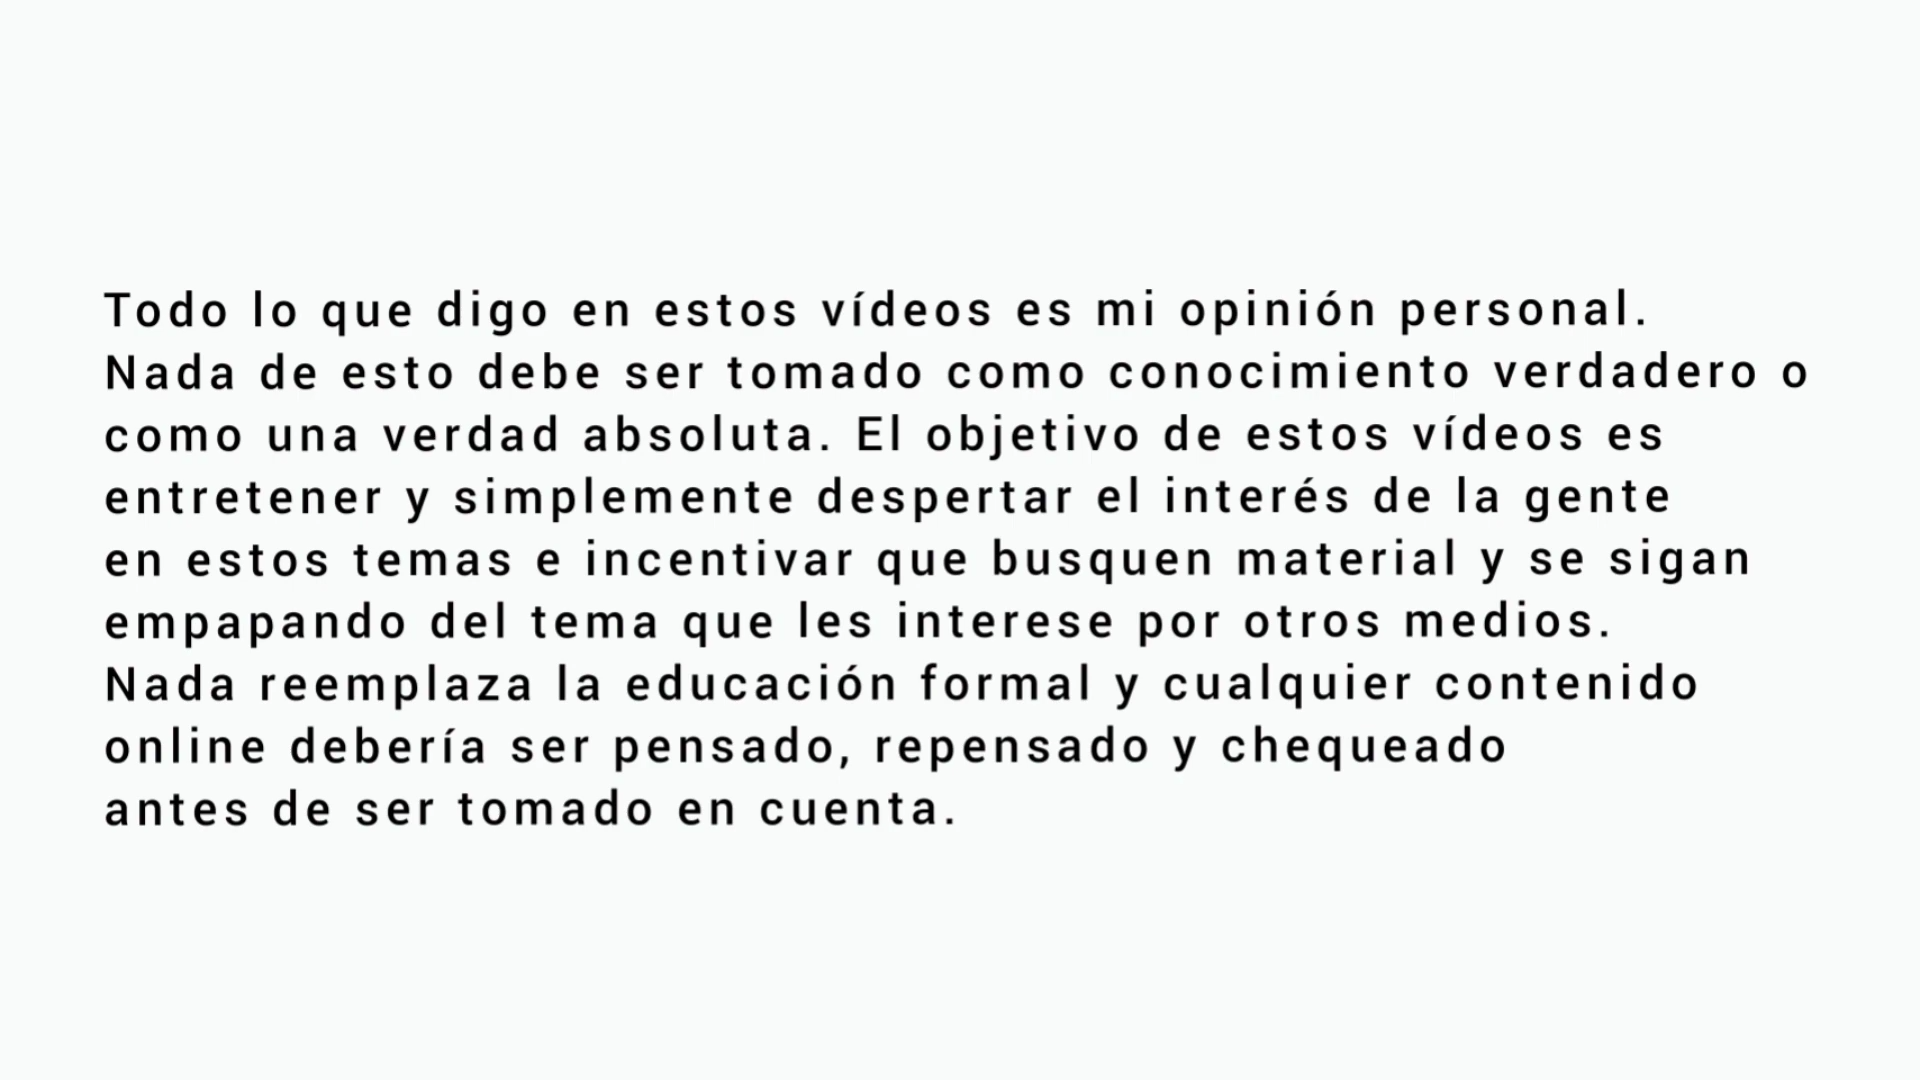 Todo lo que digo en estos vídeos es mi opinión personal.
Nada de esto debe ser tomado como conocimiento verdadero o
como una verdad absoluta. El objetivo de estos vídeos es
entretener y simplemente despertar el interés de la gente
en estos temas e incentivar que busquen material y se sigan
empapando del tema que les interese por otros medios.
Nada reemplaza la educación formal y cualquier contenido
online debería ser pensado, repensado y chequeado
antes de ser tomado en cuenta.